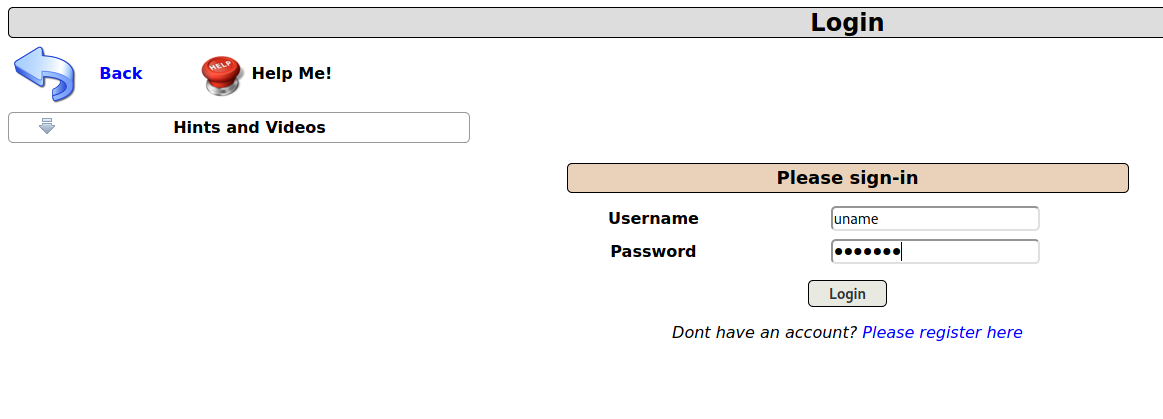 Login
Back
HELP
Help Me!
Hints and Videos
Please sign-in
Username
uname
Password
•••••••
Login
Dont have an account? Please register here